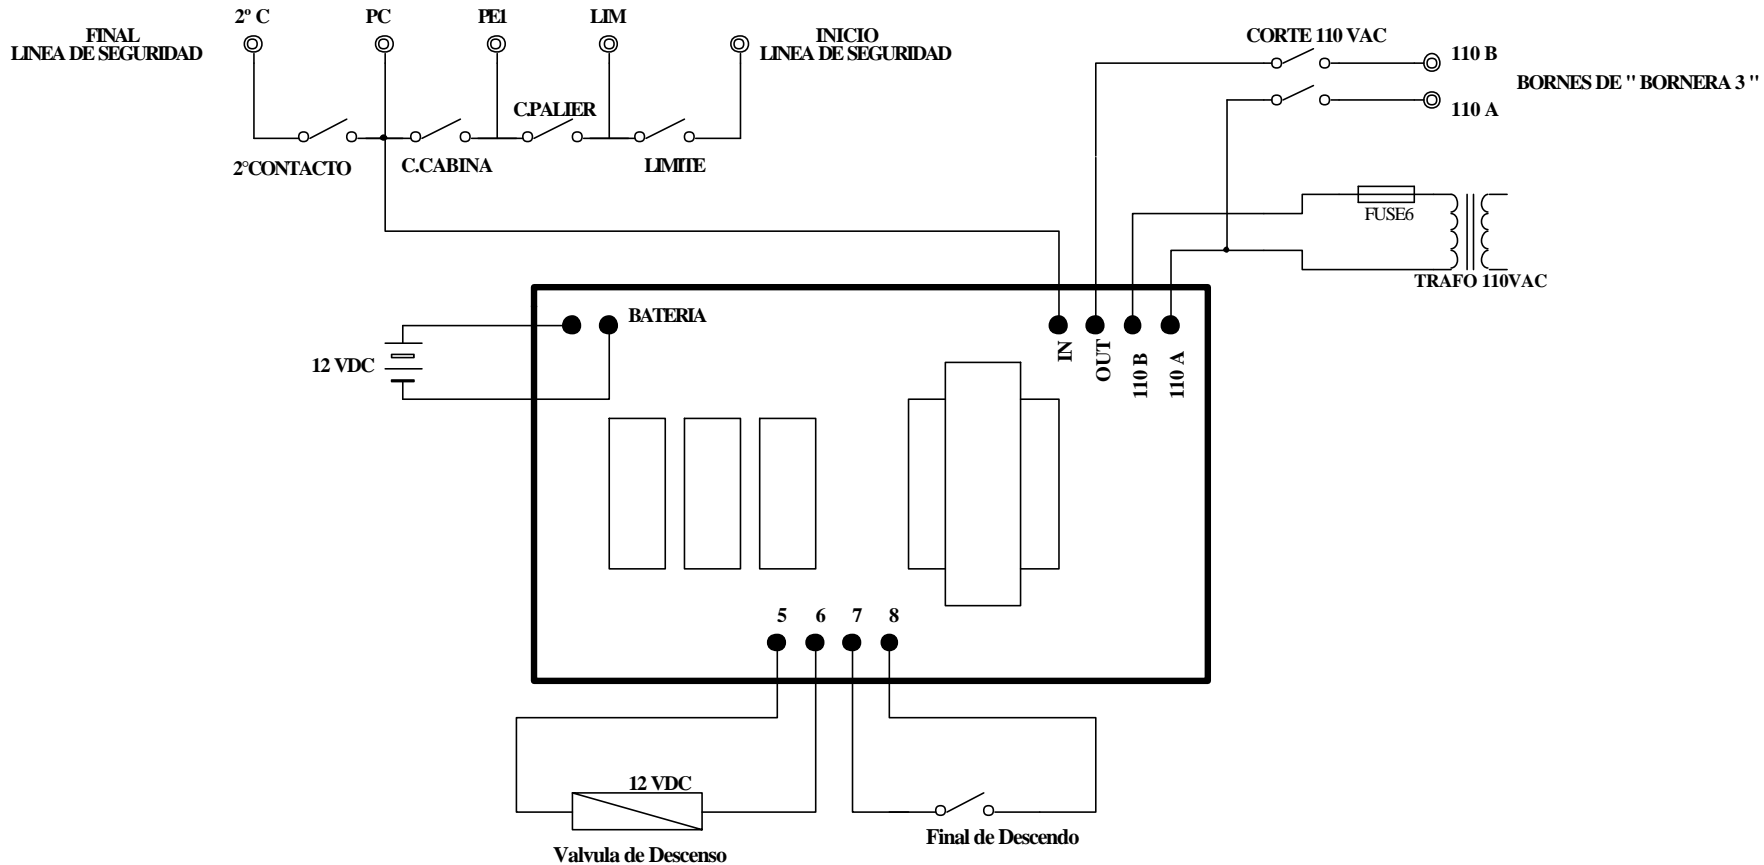 2º C
PC
PE1
LIM
FINAL
LINEA DE SEGURIDAD
INICIO
LINEA DE SEGURIDAD
CORTE 110 VAC
110 B
110 A
BORNES DE " BORNERA 3 "
C.PALIER
2°CONTACTO
C.CABINA
LIMITE
FUSE6
TRAFO 110VAC
BATERIA
12 VDC
IN
OUT
110 B
110 A
5
6
7
8
12 VDC
Valvula de Descenso
Final de Descendo